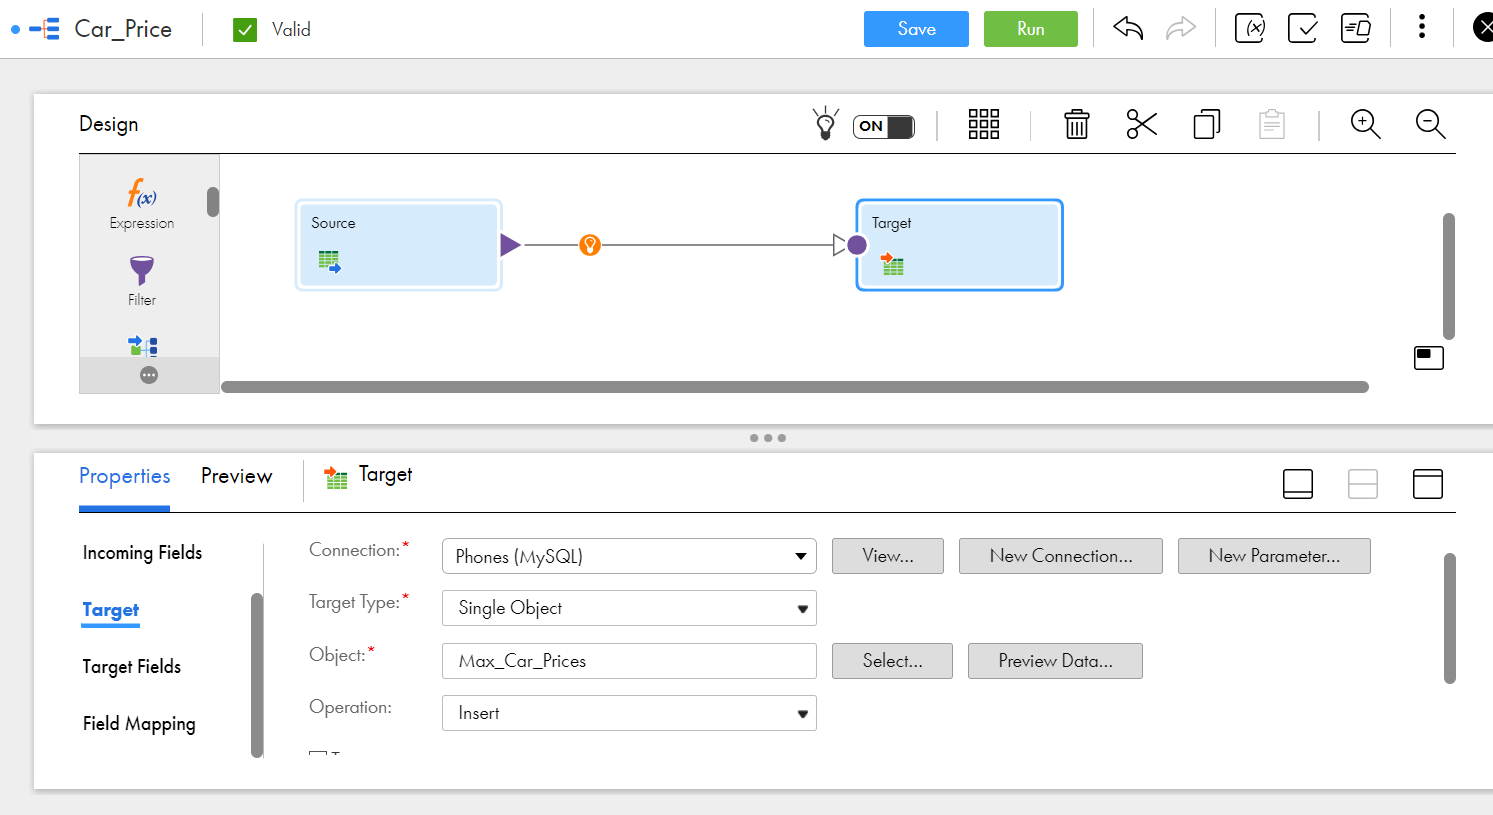 Car_Price
Valid
Save
Run
Design
ON
f(x)
Expression
Filter
Source
Target
Properties
Preview
Target
Incoming Fields
Target
Target Fields
Field Mapping
Connection:* Phones (MySQL) View... New Connection... New Parameter...
Target Type:* Single Object
Object:* Max_Car_Prices Select... Preview Data...
Operation: Insert